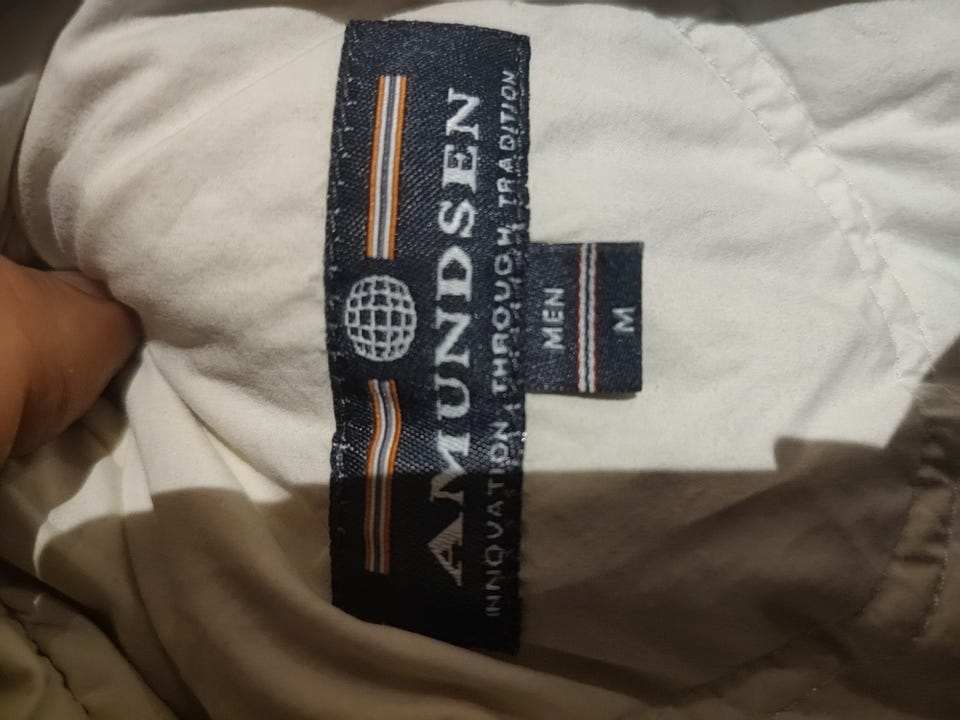 AMUNDSEN
INNOVATION THROUGH TRADITION
MEN
M